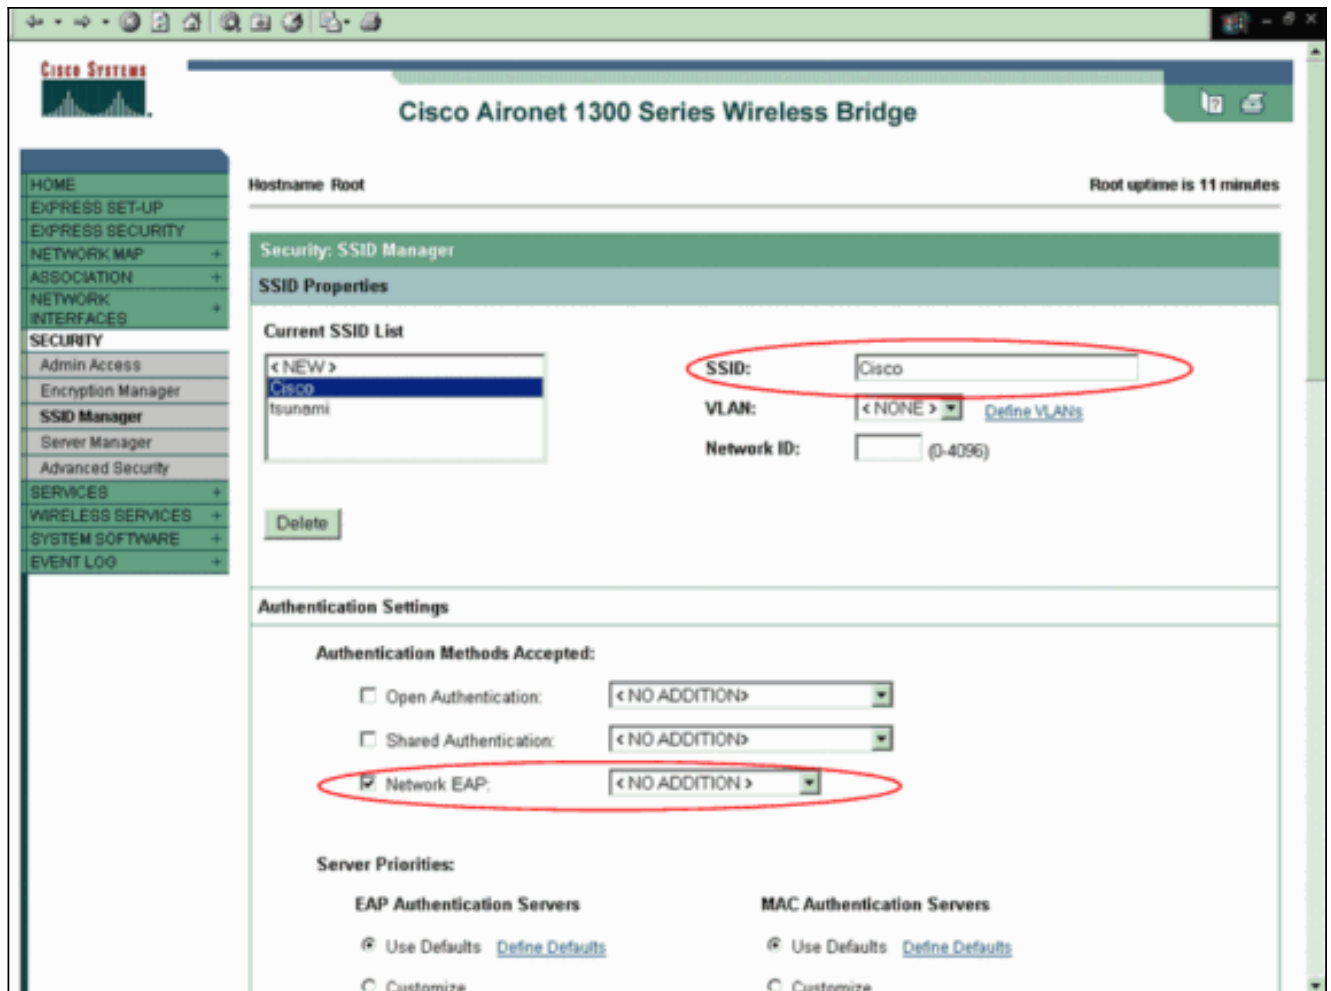 CISCO SYSTEMS
Cisco Aironet 1300 Series Wireless Bridge
HOME
EXPRESS SET-UP
EXPRESS SECURITY
NETWORK MAP +
ASSOCIATION +
NETWORK
INTERFACES +
SECURITY
Admin Access
Encryption Manager
SSID Manager
Server Manager
Advanced Security
SERVICES +
WIRELESS SERVICES +
SYSTEM SOFTWARE +
EVENT LOG +
Hostname Root
Root uptime is 11 minutes
Security: SSID Manager
SSID Properties
Current SSID List
< NEW >
Cisco
tsunami
Delete
SSID: Cisco
VLAN: < NONE > Define VLANs
Network ID: (0-4096)
Authentication Settings
Authentication Methods Accepted:
Open Authentication: < NO ADDITION>
Shared Authentication: < NO ADDITION>
Network EAP: < NO ADDITION >
Server Priorities:
EAP Authentication Servers
Use Defaults Define Defaults
Customize
MAC Authentication Servers
Use Defaults Define Defaults
Customize